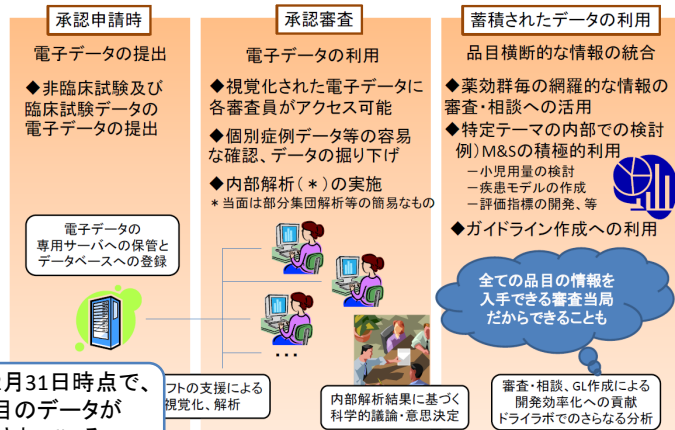 承認申請時
電子データの提出
◆非臨床試験及び
臨床試験データの
電子データの提出
電子データの
専用サーバへの保管と
データベースへの登録
月31日時点で、
目のデータが
承認審査
電子データの利用
◆視覚化された電子データに
各審査員がアクセス可能
◆個別症例データ等の容易
な確認、データの掘り下げ
◆内部解析(*)の実施
*当面は部分集団解析等の簡易なもの
…
フトの支援による
視覚化、解析
内部解析結果に基づく
科学的議論・意思決定
蓄積されたデータの利用
品目横断的な情報の統合
◆薬効群毎の網羅的な情報の
審査・相談への活用
◆特定テーマの内部での検討
例)M&Sの積極的利用
－小児用量の検討
－疾患モデルの作成
－評価指標の開発、等
◆ガイドライン作成への利用
全ての品目の情報を
入手できる審査当局
だからできることも
審査・相談、GL作成による
開発効率化への貢献
ドライラボでのさらなる分析